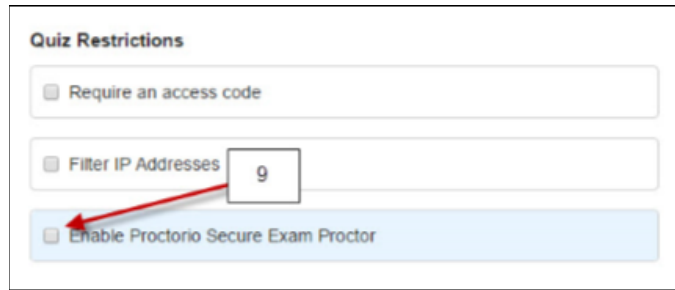 Quiz Restrictions
Require an access code
Filter IP Addresses
9
Enable Proctorio Secure Exam Proctor